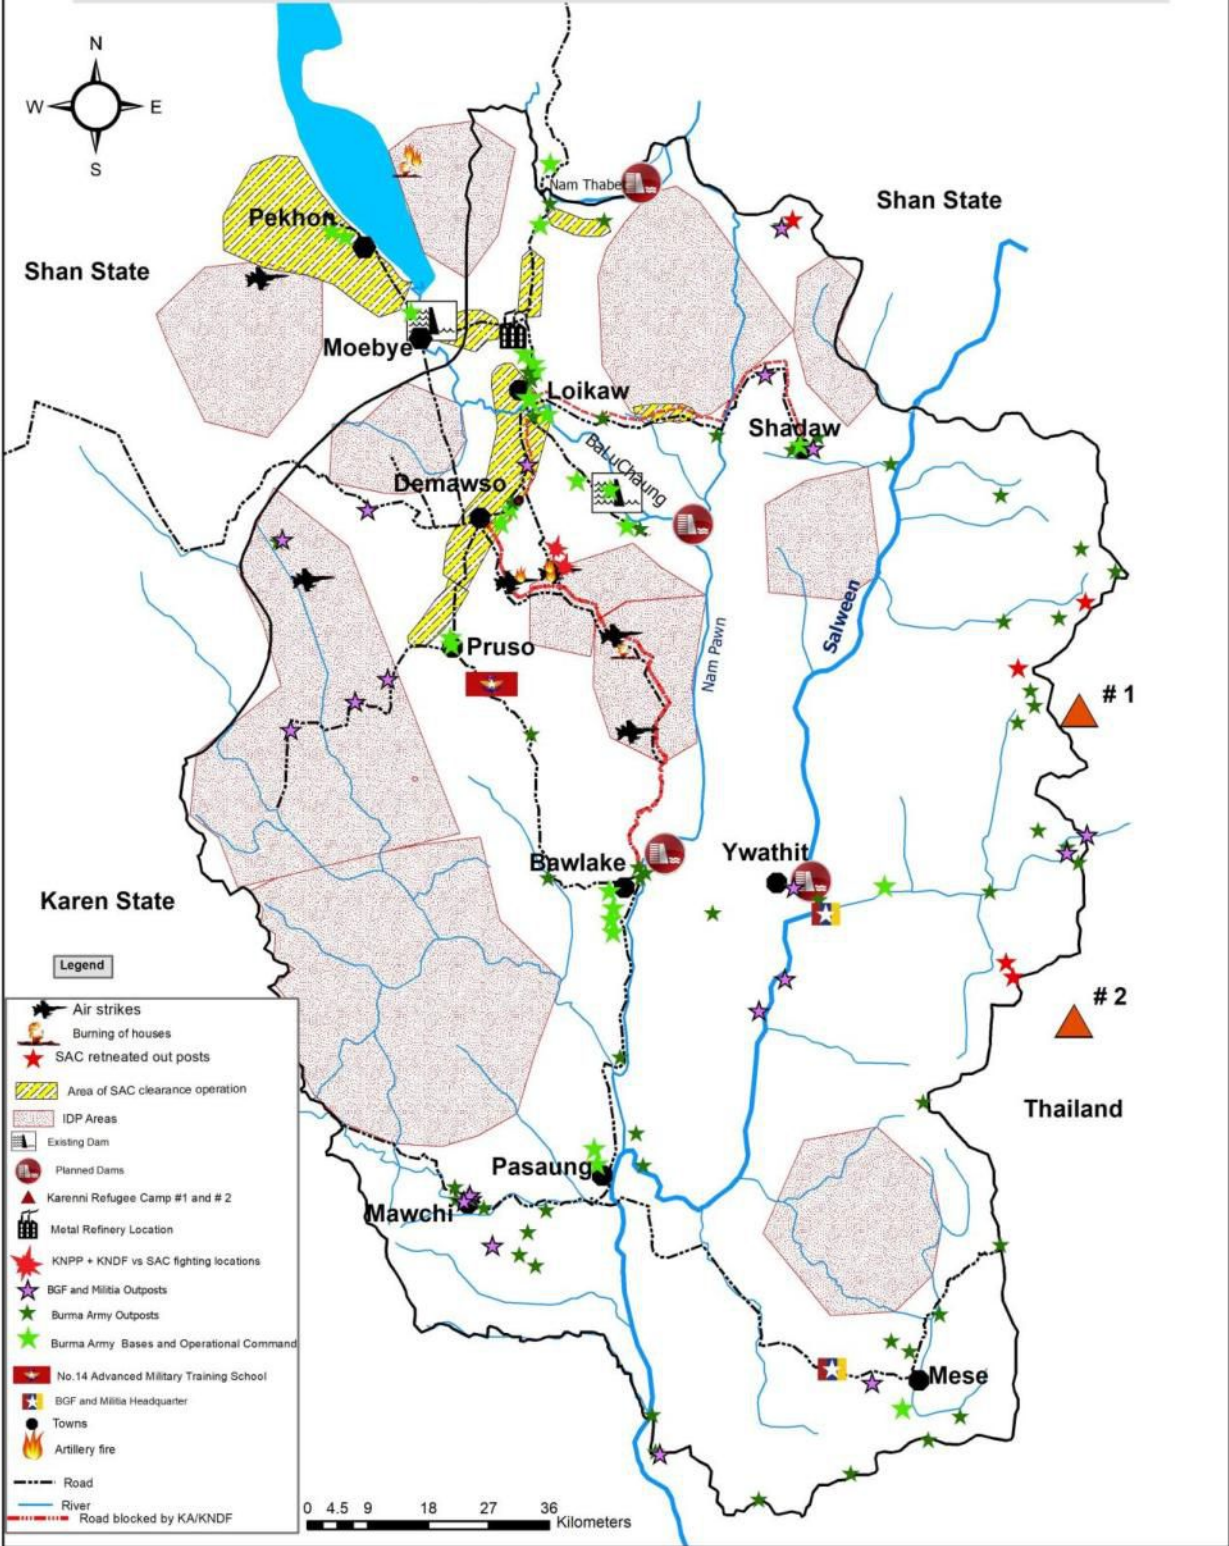 N
W E
S
Nam Thabet
Pekhon
Shan State
Shan State
Moebye
Loikaw
Shadaw
BaLuChaung
Demawso
Salween
Pruso
Nam Pawn
# 1
Bawlake
Ywathit
Karen State
# 2
Thailand
Pasaung
Mawchi
Mese
Legend
Air strikes
Burning of houses
SAC retneated out posts
Area of SAC clearance operation
IDP Areas
Existing Dam
Planned Dams
Karenni Refugee Camp #1 and # 2
Metal Refinery Location
KNPP + KNDF vs SAC fighting locations
BGF and Militia Outposts
Burma Army Outposts
Burma Army Bases and Operational Command
No.14 Advanced Military Training School
BGF and Militia Headquarter
Towns
Artillery fire
Road
River
Road blocked by KA/KNDF
0 4.5 9 18 27 36
Kilometers